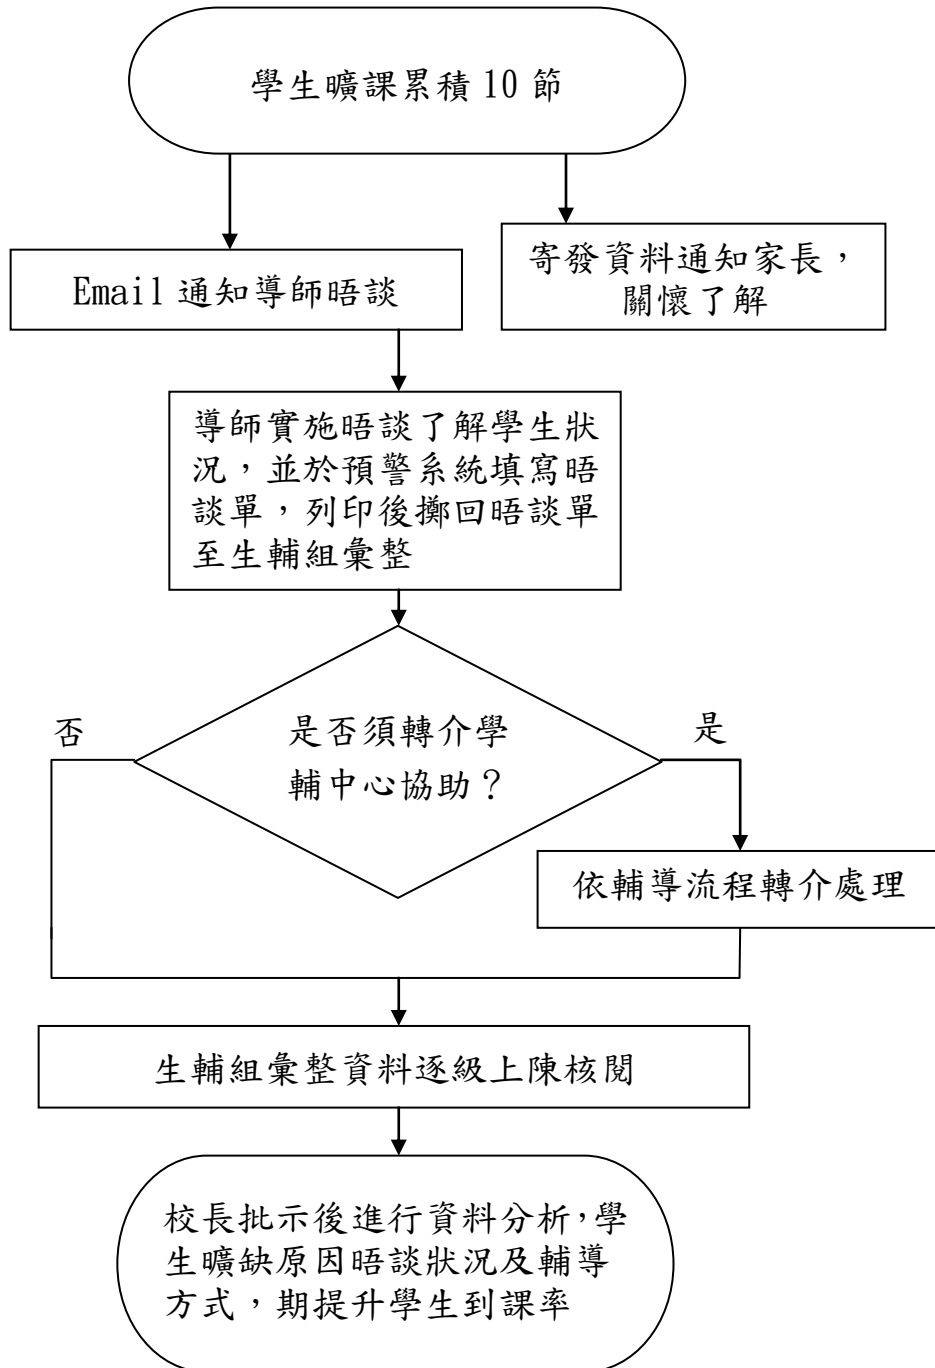 學生曠課累積 10 節
Email 通知導師晤談
寄發資料通知家長，
關懷了解
導師實施晤談了解學生狀
況，並於預警系統填寫晤
談單，列印後擲回晤談單
至生輔組彙整
否
是否須轉介學
輔中心協助？
是
依輔導流程轉介處理
生輔組彙整資料逐級上陳核閱
校長批示後進行資料分析，學
生曠缺原因晤談狀況及輔導
方式，期提升學生到課率